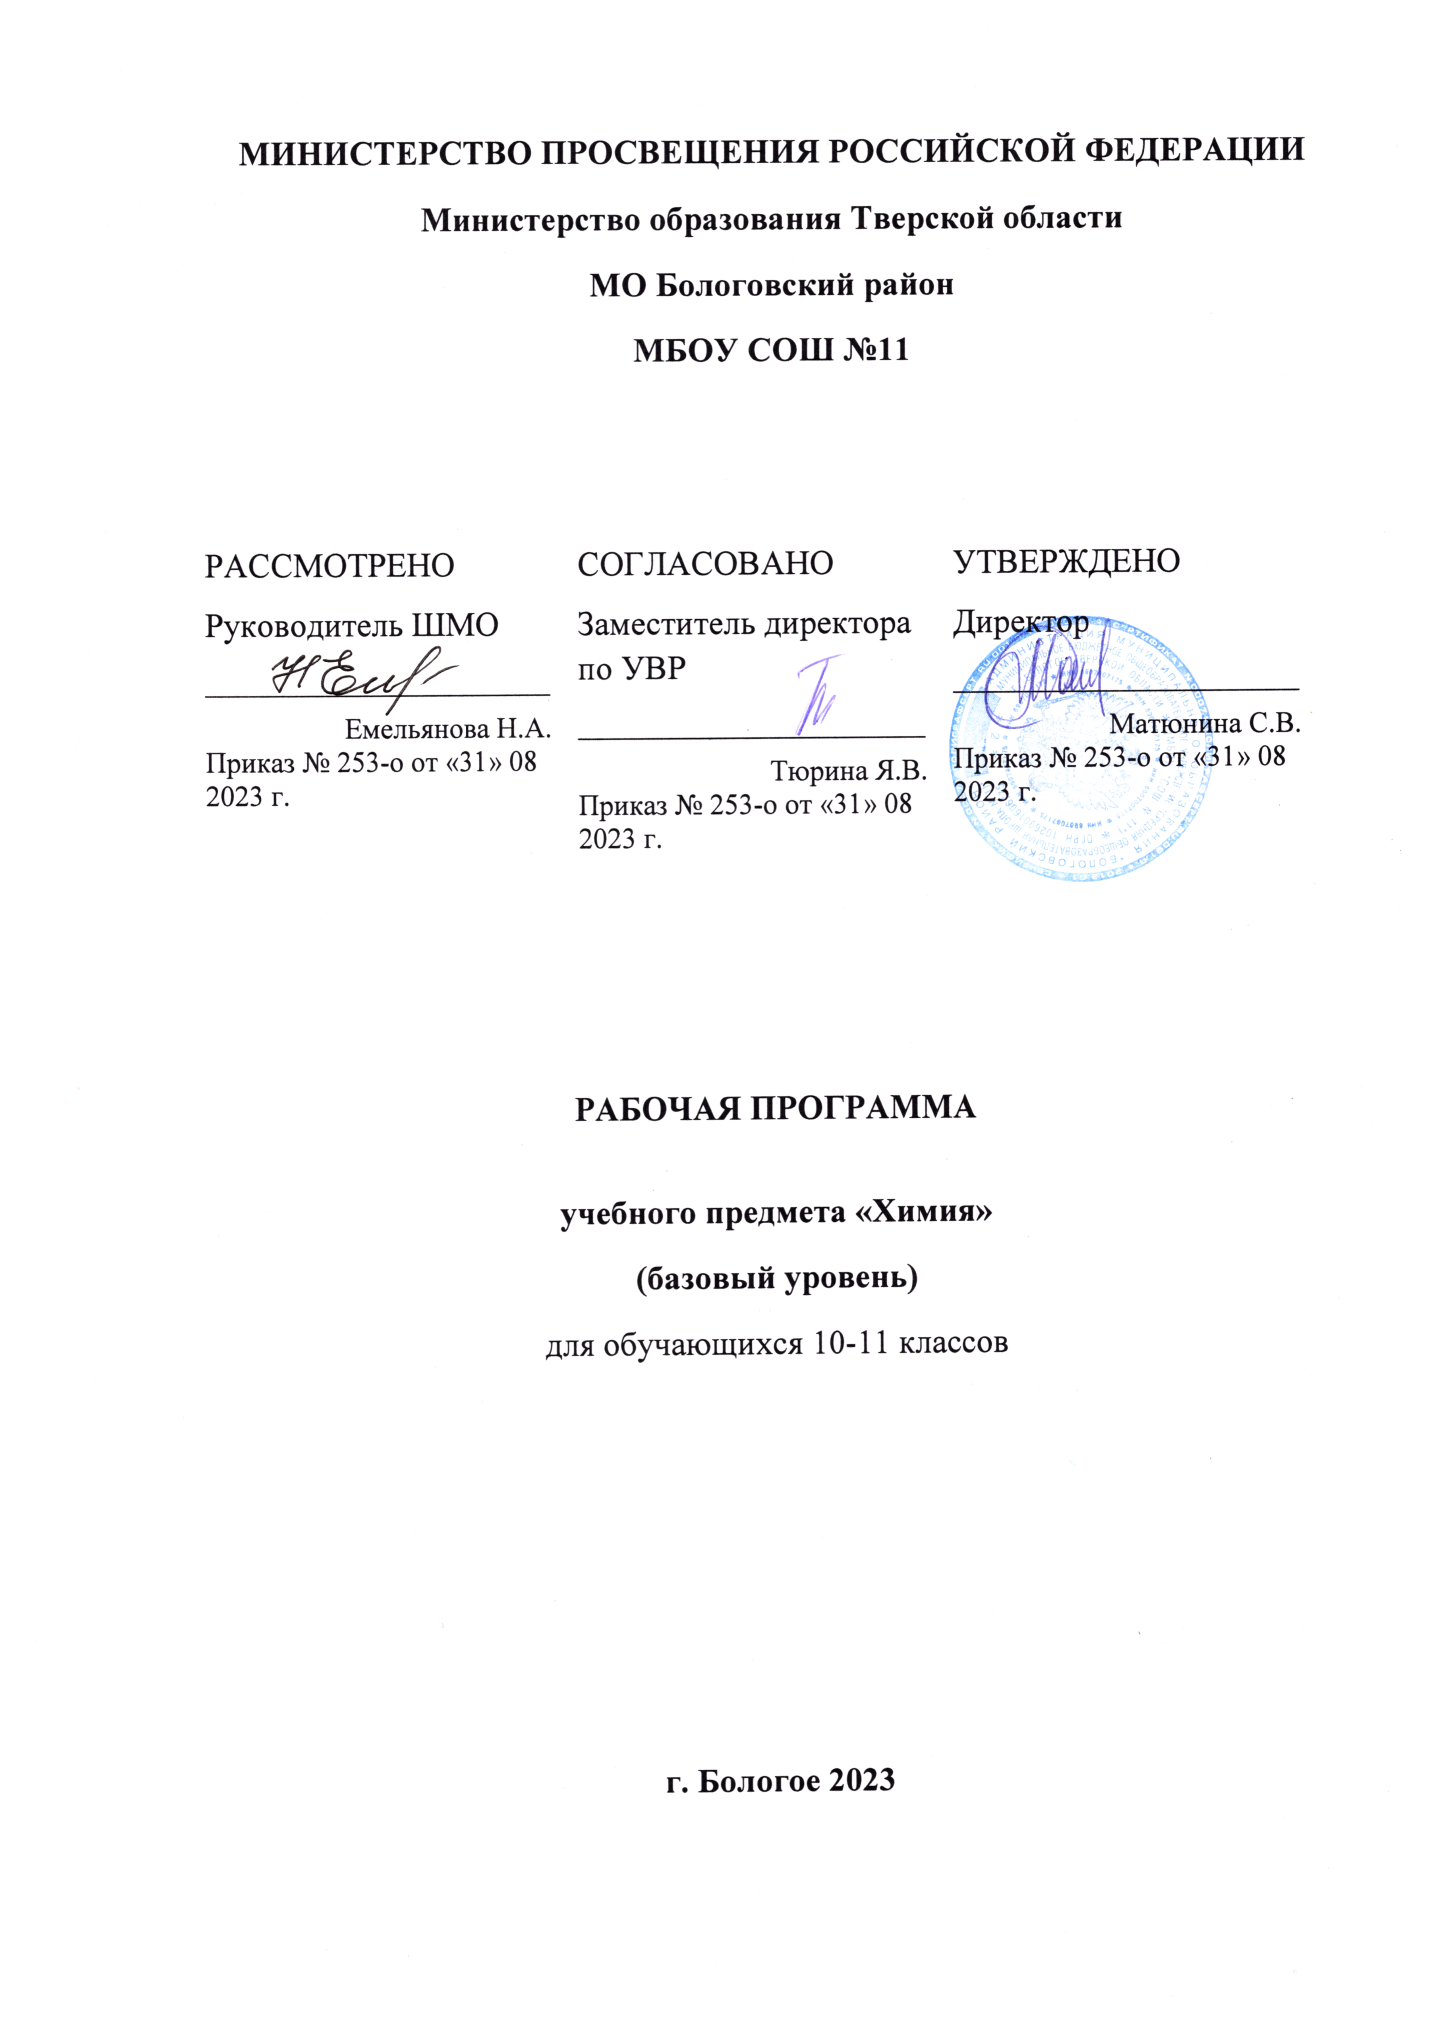 МИНИСТЕРСТВО ПРОСВЕЩЕНИЯ РОССИЙСКОЙ ФЕДЕРАЦИИ
Министерство образования Тверской области
МО Бологовский район
МБОУ СОШ №11
РАССМОТРЕНО
Руководитель ШМО
Емельянова Н.А.
Приказ № 253-о от «31» 08
2023 г.
СОГЛАСОВАНО
Заместитель директора
по УВР
Тюрина Я.В.
Приказ № 253-о от «31» 08
2023 г.
УТВЕРЖДЕНО
Директор
Матюнина С.В.
Приказ № 253-о от «31» 08
2023 г.
РАБОЧАЯ ПРОГРАММА
учебного предмета «Химия»
(базовый уровень)
для обучающихся 10-11 классов
г. Бологое 2023